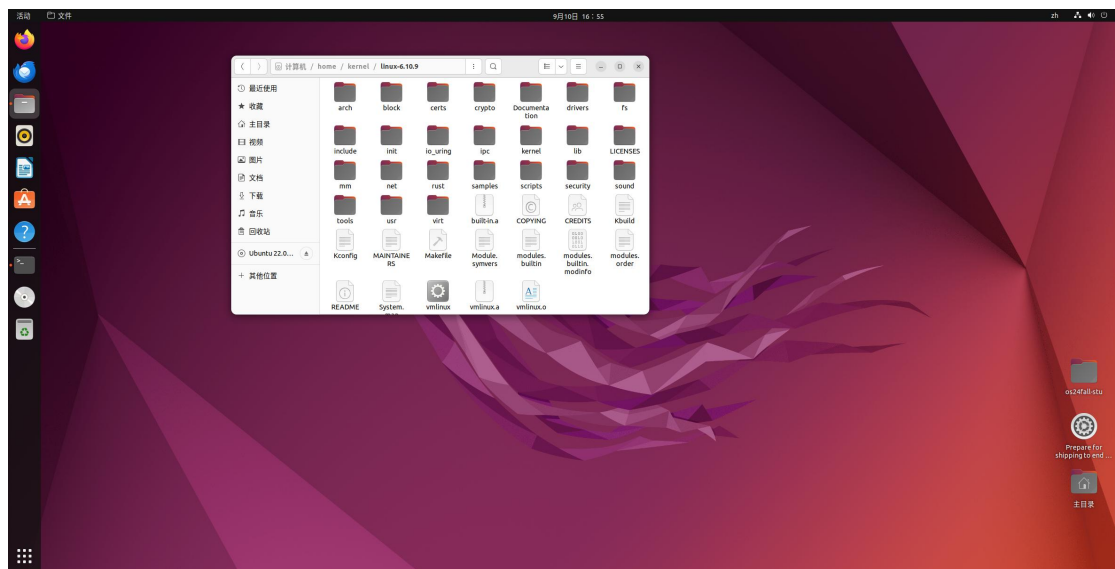 活动 文件 9月10日 16：55 zh
计算机 / home / kernel / linux-6.10.9
最近使用
收藏
主目录
视频
图片
文档
下载
音乐
回收站
Ubuntu 22.0...
其他位置
arch block certs crypto Documenta drivers fs
tion
include init io_uring ipc kernel lib LICENSES
mm net rust samples scripts security sound
tools usr virt built-in.a COPYING CREDITS Kbuild
Kconfig MAINTAINE Makefile Module. modules. modules. modules.
RS symvers builtin builtin. order
modinfo
README System. vmlinux vmlinux.a vmlinux.o
os24fall-stu
Prepare for
shipping to end ...
主目录